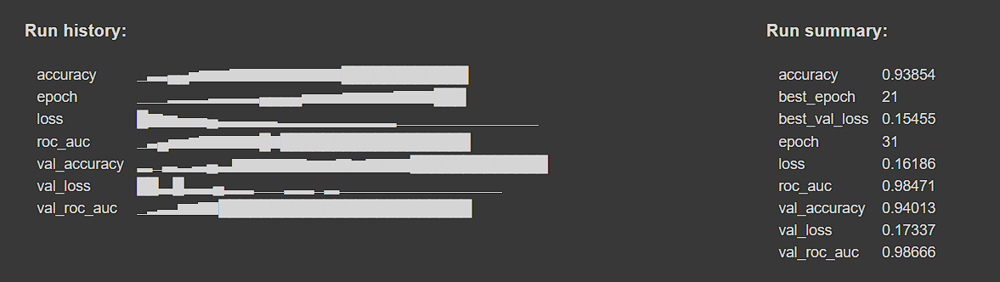 Run history:
accuracy
epoch
loss
roc_auc
val_accuracy
val_loss
val_roc_auc
Run summary:
accuracy 0.93854
best_epoch 21
best_val_loss 0.15455
epoch 31
loss 0.16186
roc_auc 0.98471
val_accuracy 0.94013
val_loss 0.17337
val_roc_auc 0.98666